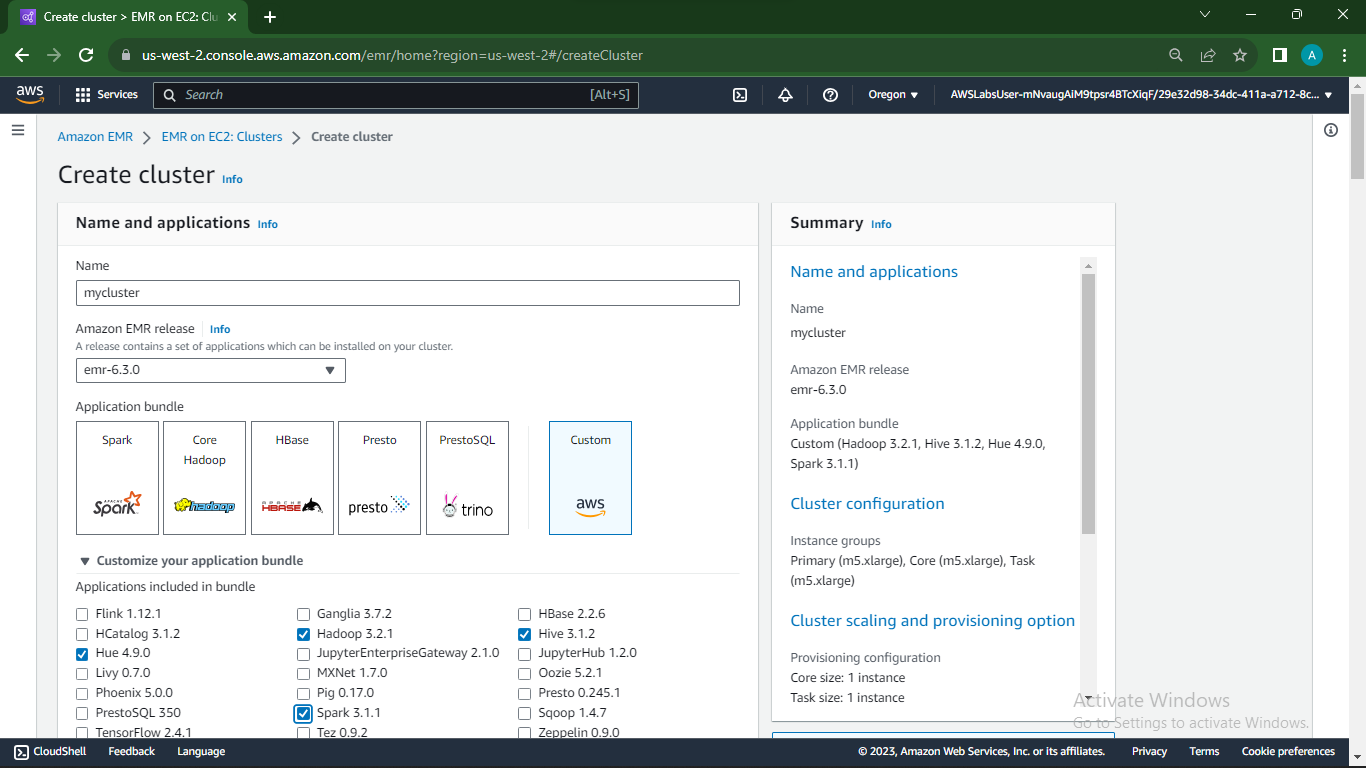 Create cluster > EMR on EC2: Clu
us-west-2.console.aws.amazon.com/emr/home?region=us-west-2#/createCluster
A
aws
Services
Search
[Alt+S]
Oregon
AWSLabsUser-mNvaugAiM9tpsr4BTcXiqF/29e32d98-34dc-411a-a712-8c...
Amazon EMR
EMR on EC2: Clusters
Create cluster
Create cluster Info
Name and applications Info
Name
mycluster
Amazon EMR release Info
A release contains a set of applications which can be installed on your cluster.
emr-6.3.0
Application bundle
Spark
APACHE
Spark
Core
Hadoop
hadoop
HBase
APACHE
HBASE
Presto
presto
PrestoSQL
trino
Custom
aws
Customize your application bundle
Applications included in bundle
Flink 1.12.1
Ganglia 3.7.2
HBase 2.2.6
HCatalog 3.1.2
Hadoop 3.2.1
Hive 3.1.2
Hue 4.9.0
JupyterEnterpriseGateway 2.1.0
JupyterHub 1.2.0
Livy 0.7.0
MXNet 1.7.0
Oozie 5.2.1
Phoenix 5.0.0
Pig 0.17.0
Presto 0.245.1
PrestoSQL 350
Spark 3.1.1
Sqoop 1.4.7
TensorFlow 2.4.1
Tez 0.9.2
Zeppelin 0.9.0
Summary Info
Name and applications
Name
mycluster
Amazon EMR release
emr-6.3.0
Application bundle
Custom (Hadoop 3.2.1, Hive 3.1.2, Hue 4.9.0,
Spark 3.1.1)
Cluster configuration
Instance groups
Primary (m5.xlarge), Core (m5.xlarge), Task
(m5.xlarge)
Cluster scaling and provisioning option
Provisioning configuration
Core size: 1 instance
Task size: 1 instance
Activate Windows
Go to Settings to activate Windows.
CloudShell
Feedback
Language
© 2023, Amazon Web Services, Inc. or its affiliates.
Privacy
Terms
Cookie preferences